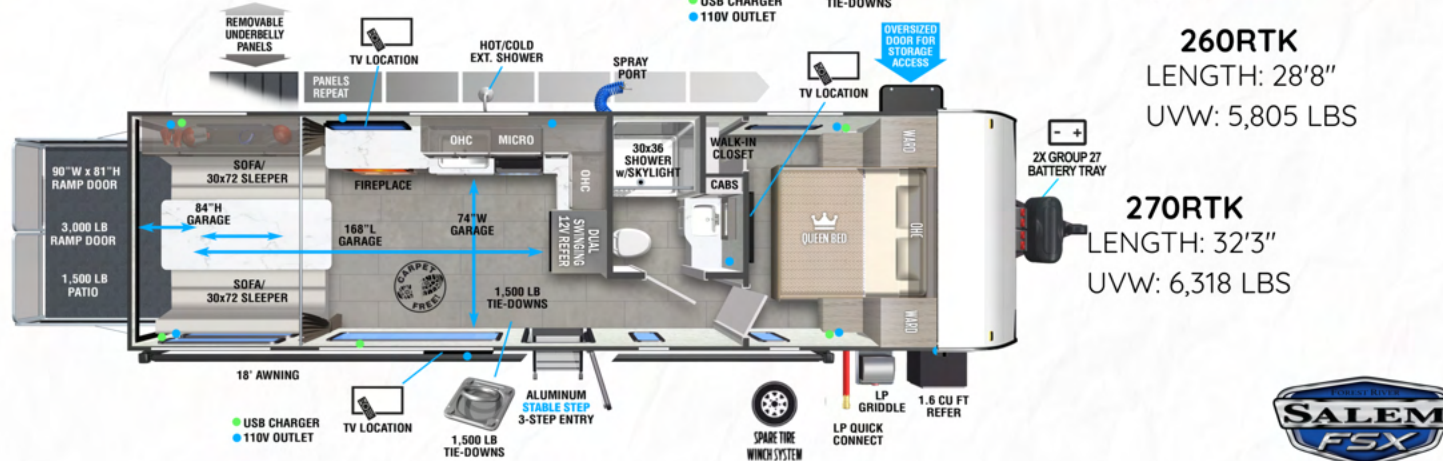 USB CHARGER
110V OUTLET
TIE-DOWNS
REMOVABLE
UNDERBELLY
PANELS
TV LOCATION
HOT/COLD
EXT. SHOWER
SPRAY
PORT
TV LOCATION
OVERSIZED
DOOR FOR
STORAGE
ACCESS
260RTK
LENGTH: 28'8"
UVW: 5,805 LBS
PANELS
REPEAT
90"W x 81"H
RAMP DOOR
3,000 LB
RAMP DOOR
1,500 LB
PATIO
SOFA/
30x72 SLEEPER
84"H
GARAGE
168"L
GARAGE
74"W
GARAGE
SOFA/
30x72 SLEEPER
FIREPLACE
OHC
MICRO
OHC
DUAL
SWINGING
12V REFER
CARPET
FREE!
1,500 LB
TIE-DOWNS
30x36
SHOWER
w/SKYLIGHT
WALK-IN
CLOSET
CABS
QUEEN BED
WARD
OHC
WARD
- +
2X GROUP 27
BATTERY TRAY
270RTK
LENGTH: 32'3"
UVW: 6,318 LBS
18' AWNING
USB CHARGER
110V OUTLET
TV LOCATION
1,500 LB
TIE-DOWNS
ALUMINUM
STABLE STEP
3-STEP ENTRY
SPARE TIRE
WINCH SYSTEM
LP QUICK
CONNECT
LP
GRIDDLE
1.6 CU FT
REFER
FOREST RIVER
SALEM
FSX